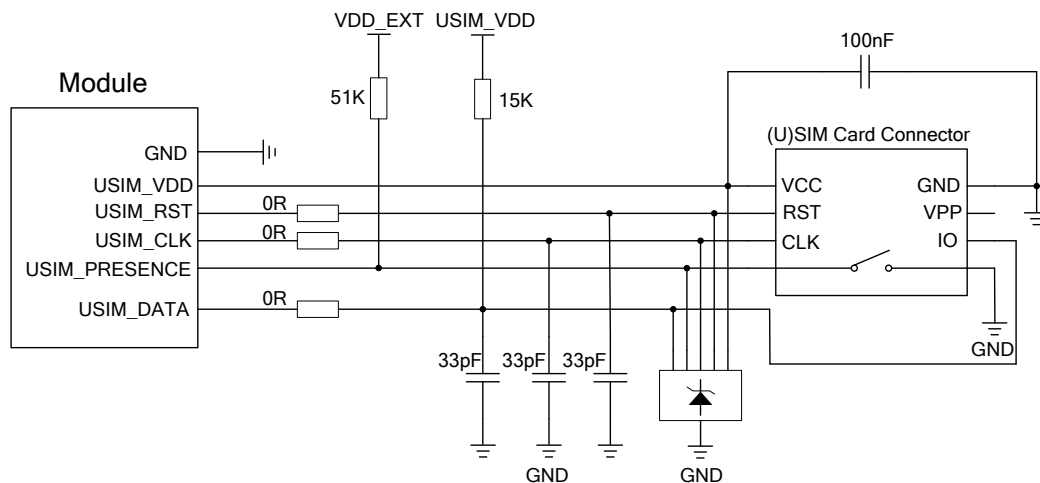 VDD_EXT USIM_VDD
100nF
Module
51K
15K
(U)SIM Card Connector
GND
USIM_VDD
USIM_RST
USIM_CLK
USIM_PRESENCE
USIM_DATA
0R
0R
0R
VCC
RST
CLK
GND
VPP
IO
GND
33pF
33pF
33pF
GND
GND